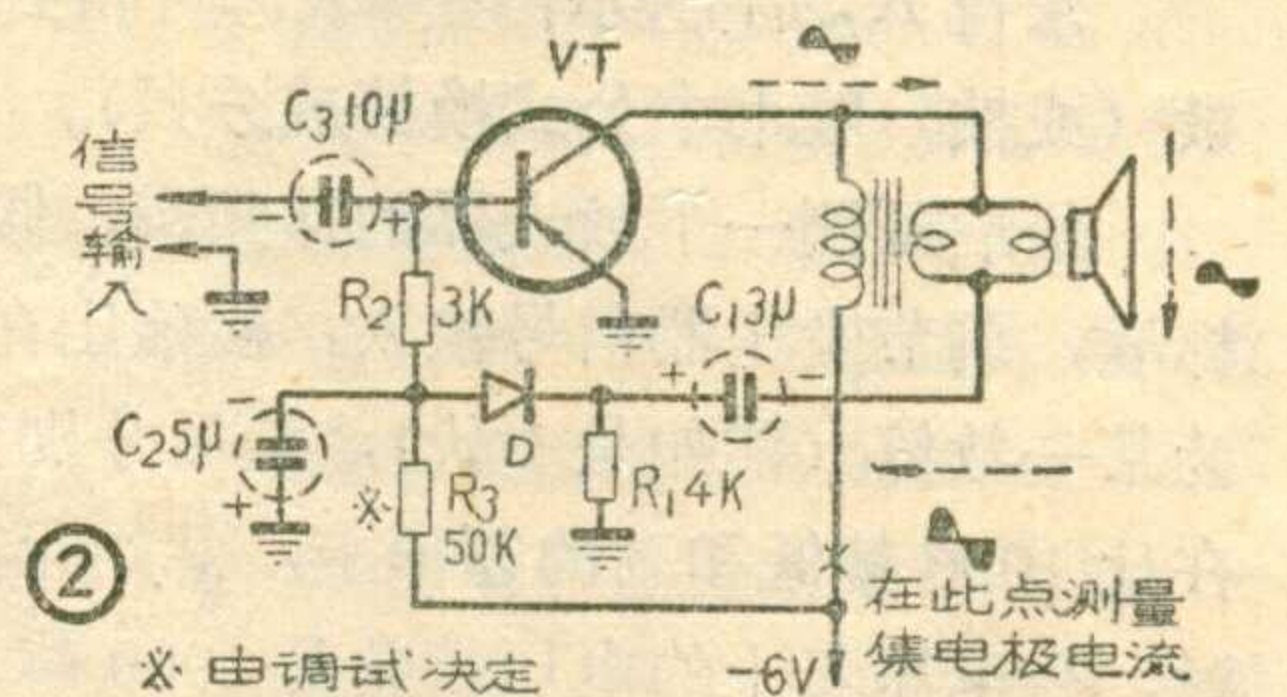 VT
C₃ 10μ
信号输入
- +
R₂ 3K
C₁ 3μ
+ -
-
C₂ 5μ
+
D
※ R₃ 50K
R₁ 4K
②
在此点测量
集电极电流
-6V
※ 由调试决定